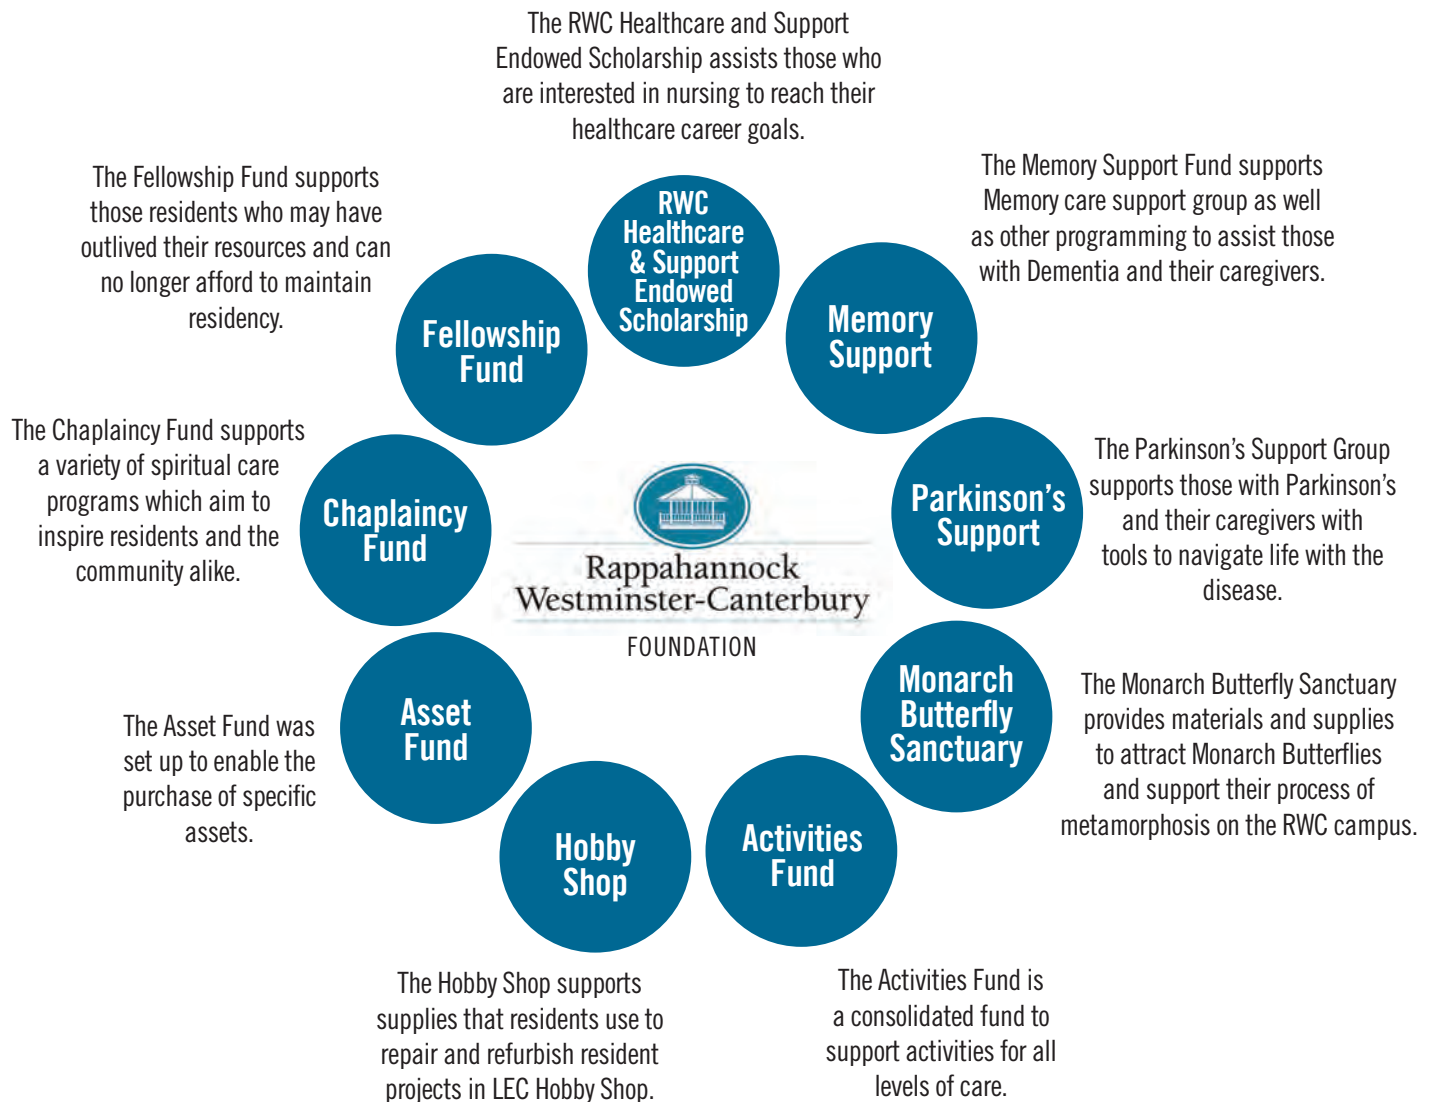 The RWC Healthcare and Support
Endowed Scholarship assists those who
are interested in nursing to reach their
healthcare career goals.
RWC
Healthcare
& Support
Endowed
Scholarship
The Memory Support Fund supports
Memory care support group as well
as other programming to assist those
with Dementia and their caregivers.
Memory
Support
The Parkinson's Support Group
supports those with Parkinson's
and their caregivers with
tools to navigate life with the
disease.
Parkinson's
Support
The Monarch Butterfly Sanctuary
provides materials and supplies
to attract Monarch Butterflies
and support their process of
metamorphosis on the RWC campus.
Monarch
Butterfly
Sanctuary
Activities
Fund
The Activities Fund is
a consolidated fund to
support activities for all
levels of care.
Hobby
Shop
The Hobby Shop supports
supplies that residents use to
repair and refurbish resident
projects in LEC Hobby Shop.
Asset
Fund
The Asset Fund was
set up to enable the
purchase of specific
assets.
Chaplaincy
Fund
The Chaplaincy Fund supports
a variety of spiritual care
programs which aim to
inspire residents and the
community alike.
Fellowship
Fund
The Fellowship Fund supports
those residents who may have
outlived their resources and can
no longer afford to maintain
residency.
Rappahannock
Westminster-Canterbury
FOUNDATION